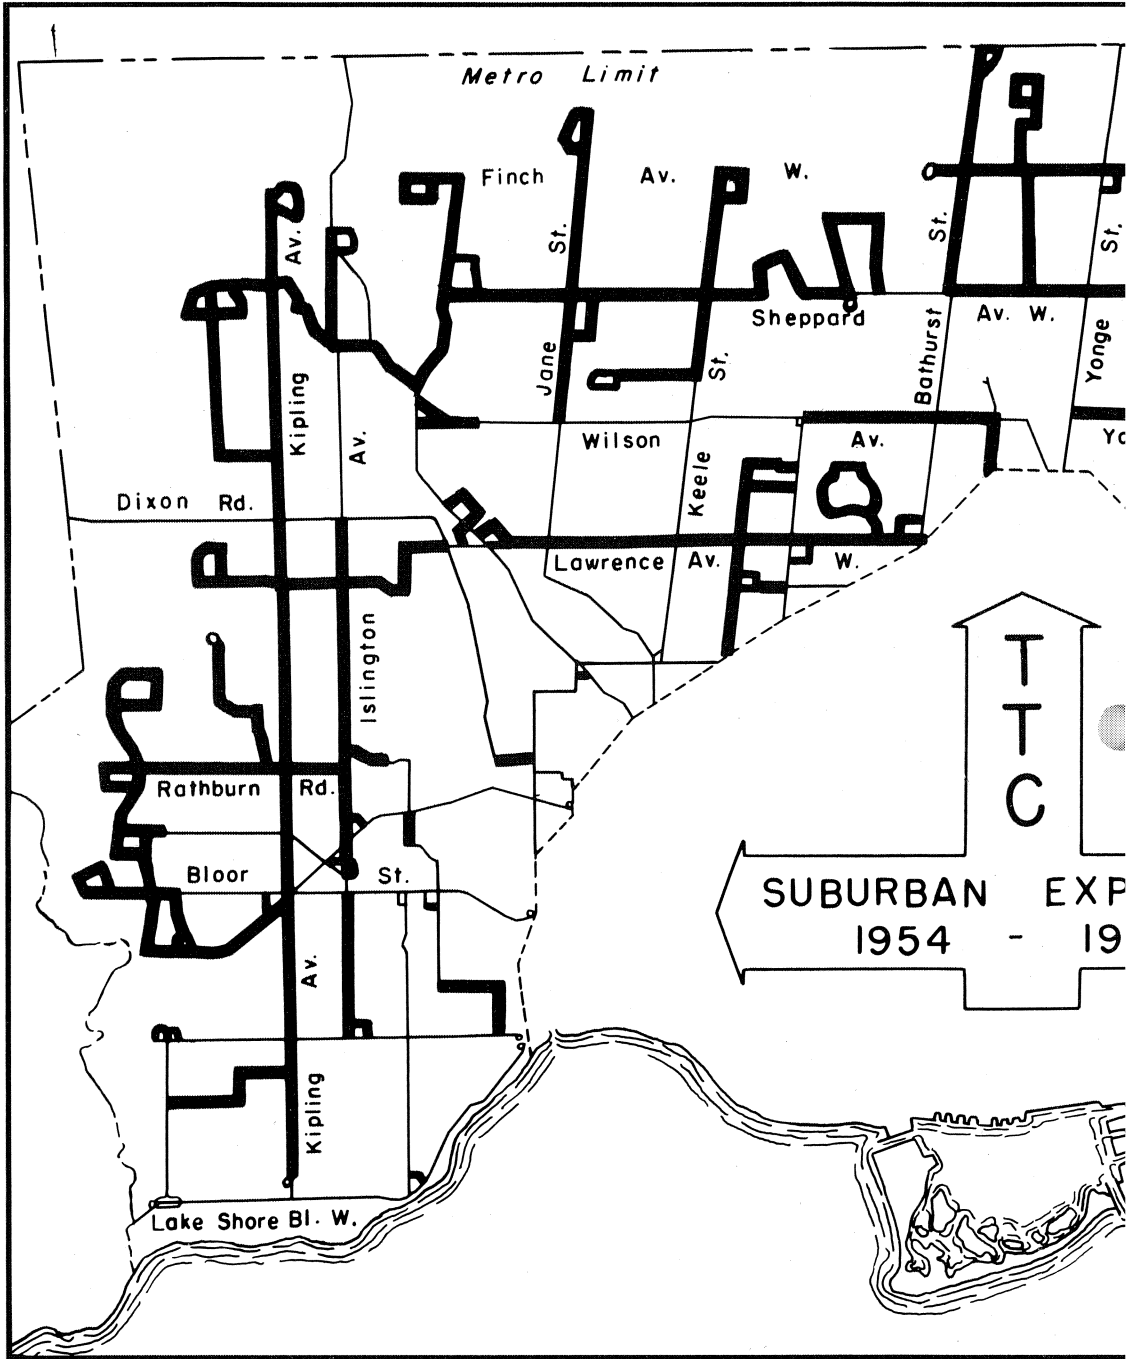 Metro Limit
Finch Av. W.
Av.
St.
St.
St.
Sheppard
Av. W.
Jane
St.
Bathurst
Yonge
Kipling
Av.
Wilson
Av.
Keele
Dixon Rd.
Lawrence Av. W.
Islington
T
T
C
Rathburn Rd.
Bloor St.
SUBURBAN EXP
1954 - 19
Av.
Kipling
Lake Shore Bl. W.